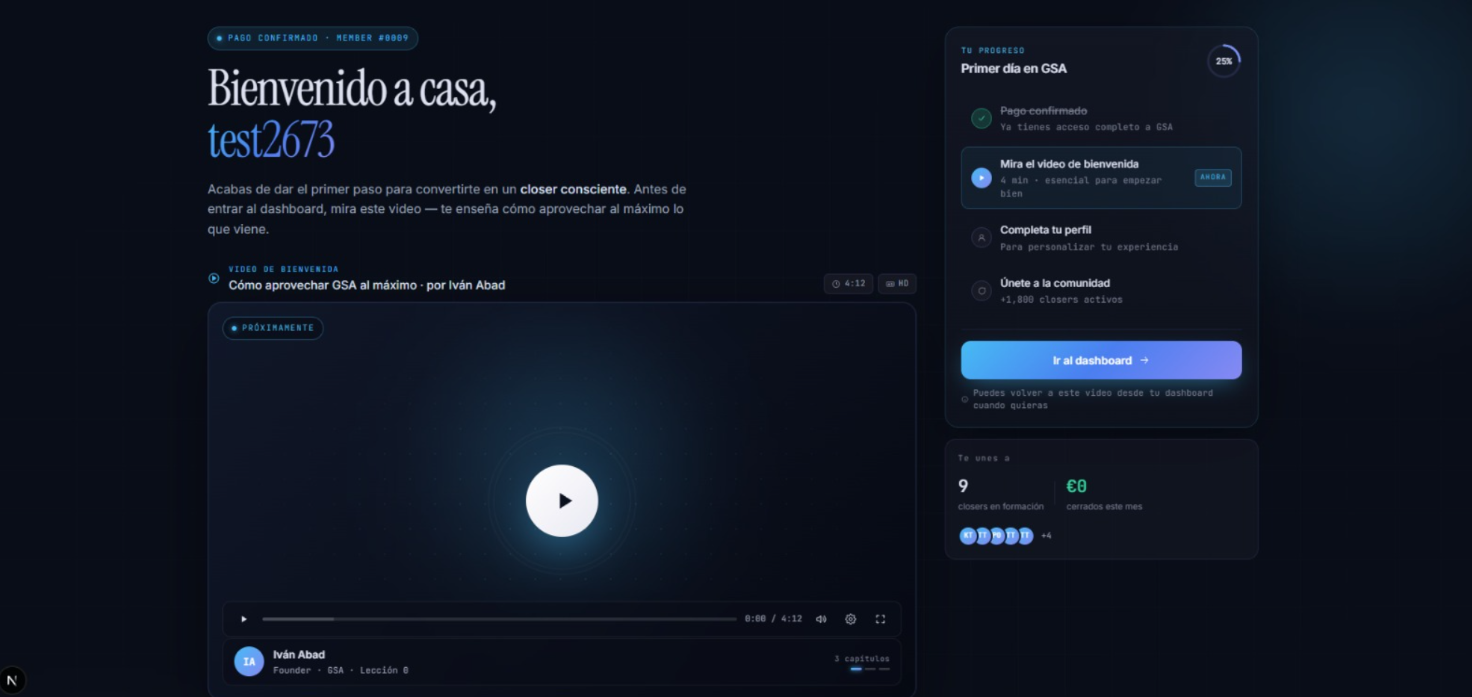 PAGO CONFIRMADO · MEMBER #0009
Bienvenido a casa,
test2673
Acabas de dar el primer paso para convertirte en un closer consciente. Antes de
entrar al dashboard, mira este video — te enseña cómo aprovechar al máximo lo
que viene.
VIDEO DE BIENVENIDA
Cómo aprovechar GSA al máximo · por Iván Abad
4:12
HD
PRÓXIMAMENTE
0:00 / 4:12
IA
Iván Abad
Founder · GSA · Lección 0
3 capítulos
TU PROGRESO
Primer día en GSA
25%
Pago confirmado
Ya tienes acceso completo a GSA
Mira el video de bienvenida
4 min · esencial para empezar
bien
AHORA
Completa tu perfil
Para personalizar tu experiencia
Únete a la comunidad
+1,800 closers activos
Ir al dashboard →
Puedes volver a este video desde tu dashboard
cuando quieras
Te unes a
9
closers en formación
€0
cerrados este mes
+4
N